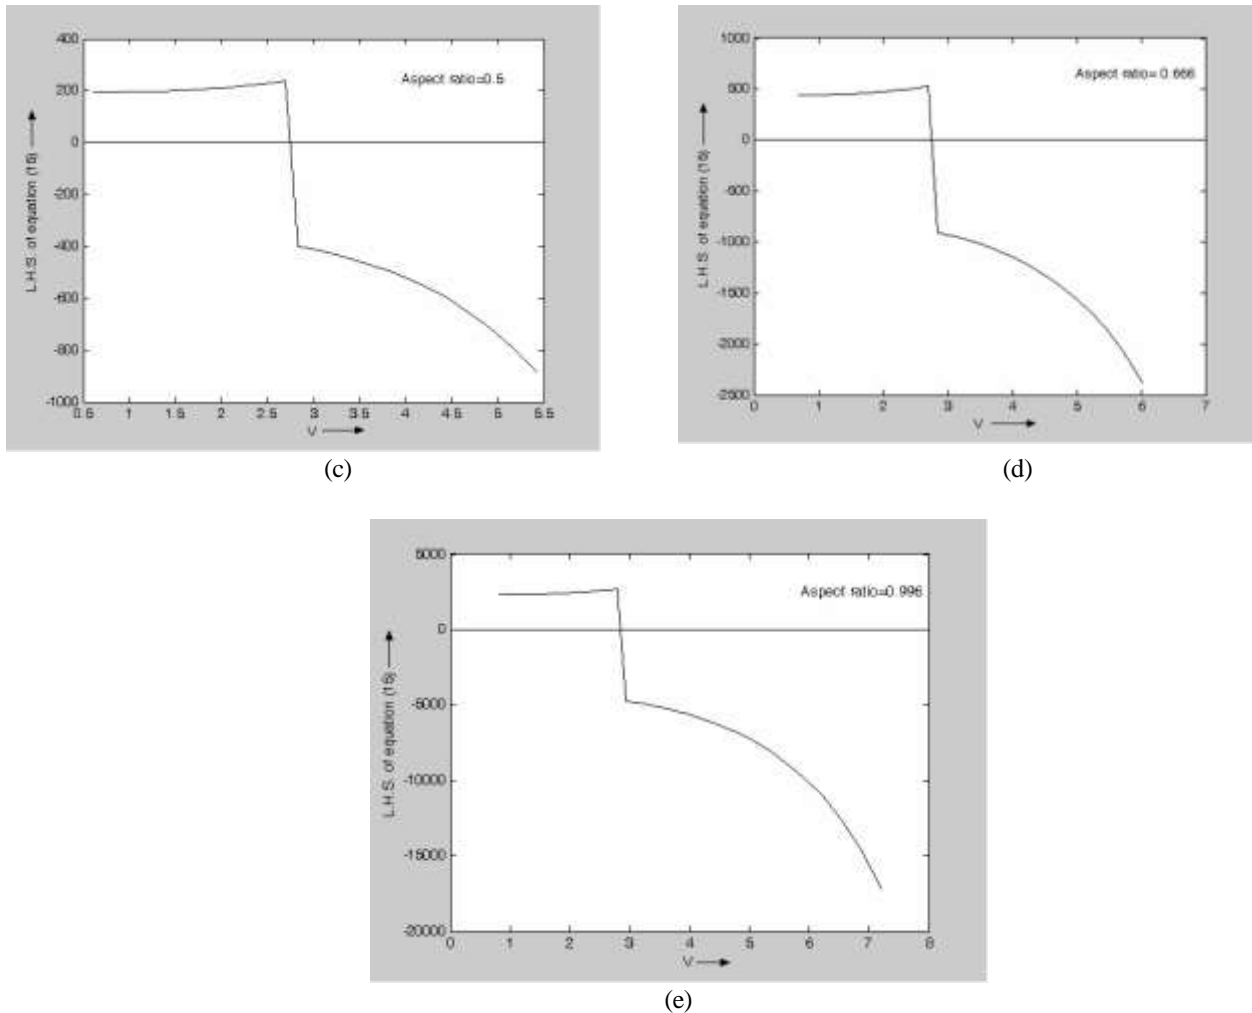 400
200
0
-200
-400
-600
-800
-1000
0.5 1 1.5 2 2.5 3 3.5 4 4.5 5 5.5
L.H.S. of equation (15)
V
Aspect ratio=0.5
(c)
1000
500
0
-500
-1000
-1500
-2000
-2500
0 1 2 3 4 5 6 7
L.H.S. of equation (15)
V
Aspect ratio= 0.666
(d)
5000
0
-5000
-10000
-15000
-20000
0 1 2 3 4 5 6 7 8
L.H.S. of equation (15)
V
Aspect ratio=0.996
(e)